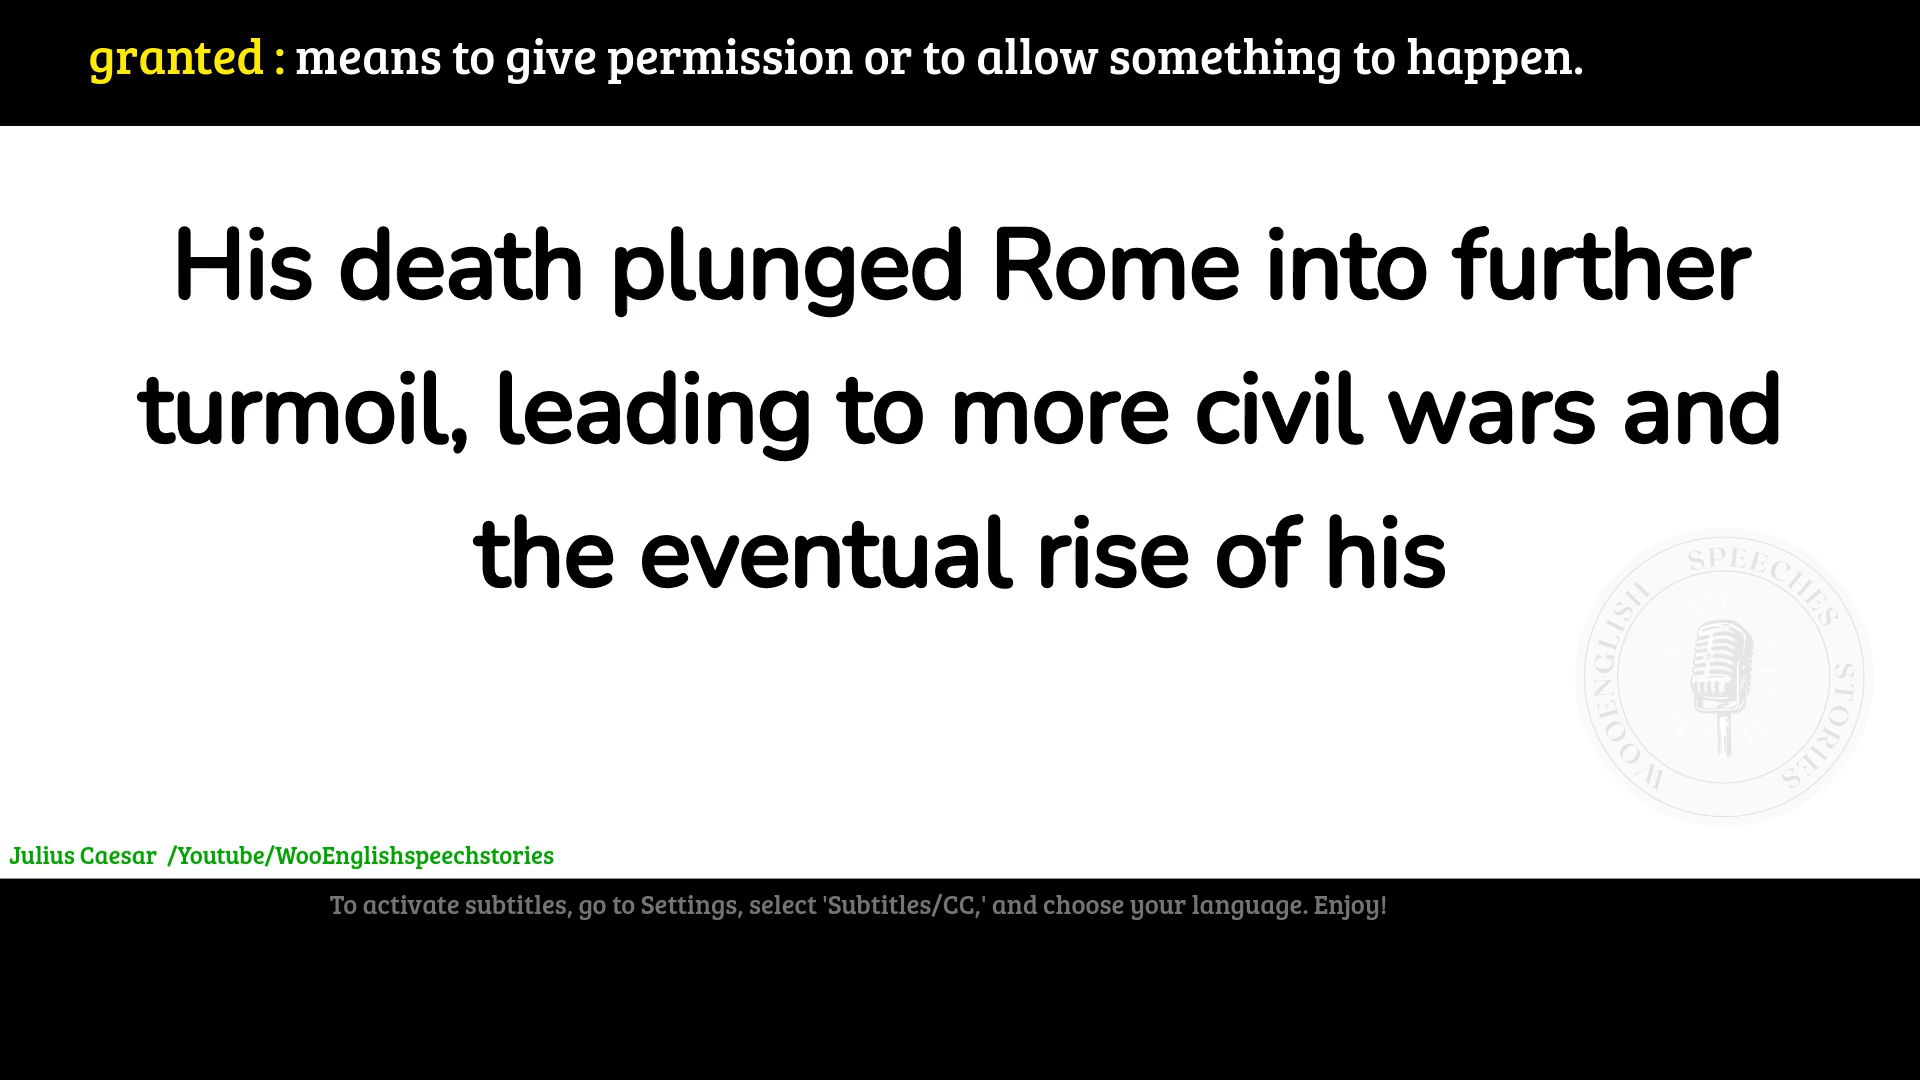 granted : means to give permission or to allow something to happen.
His death plunged Rome into further
turmoil, leading to more civil wars and
the eventual rise of his
WOOENGLISH SPEECHES STORIES
Julius Caesar /Youtube/WooEnglishspeechstories
To activate subtitles, go to Settings, select 'Subtitles/CC,' and choose your language. Enjoy!